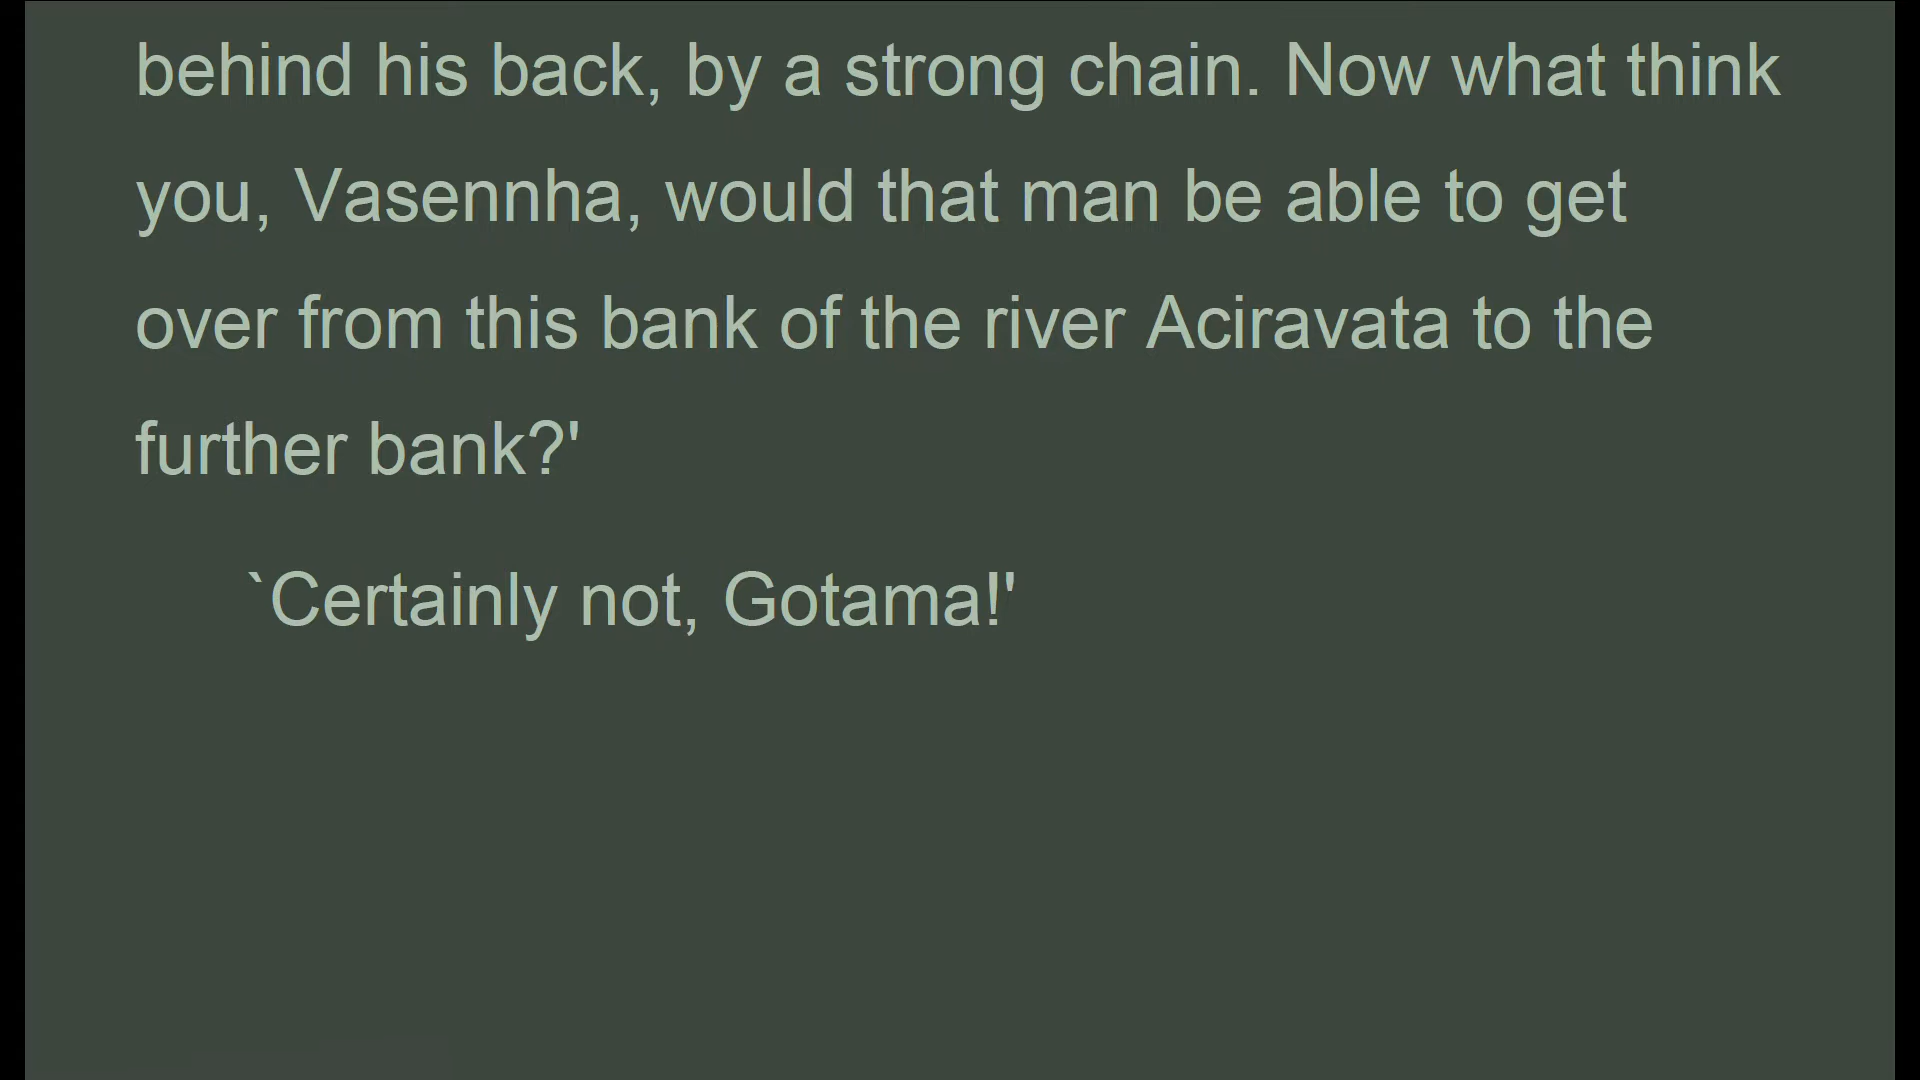 behind his back, by a strong chain. Now what think
you, Vasennha, would that man be able to get
over from this bank of the river Aciravata to the
further bank?'
`Certainly not, Gotama!'